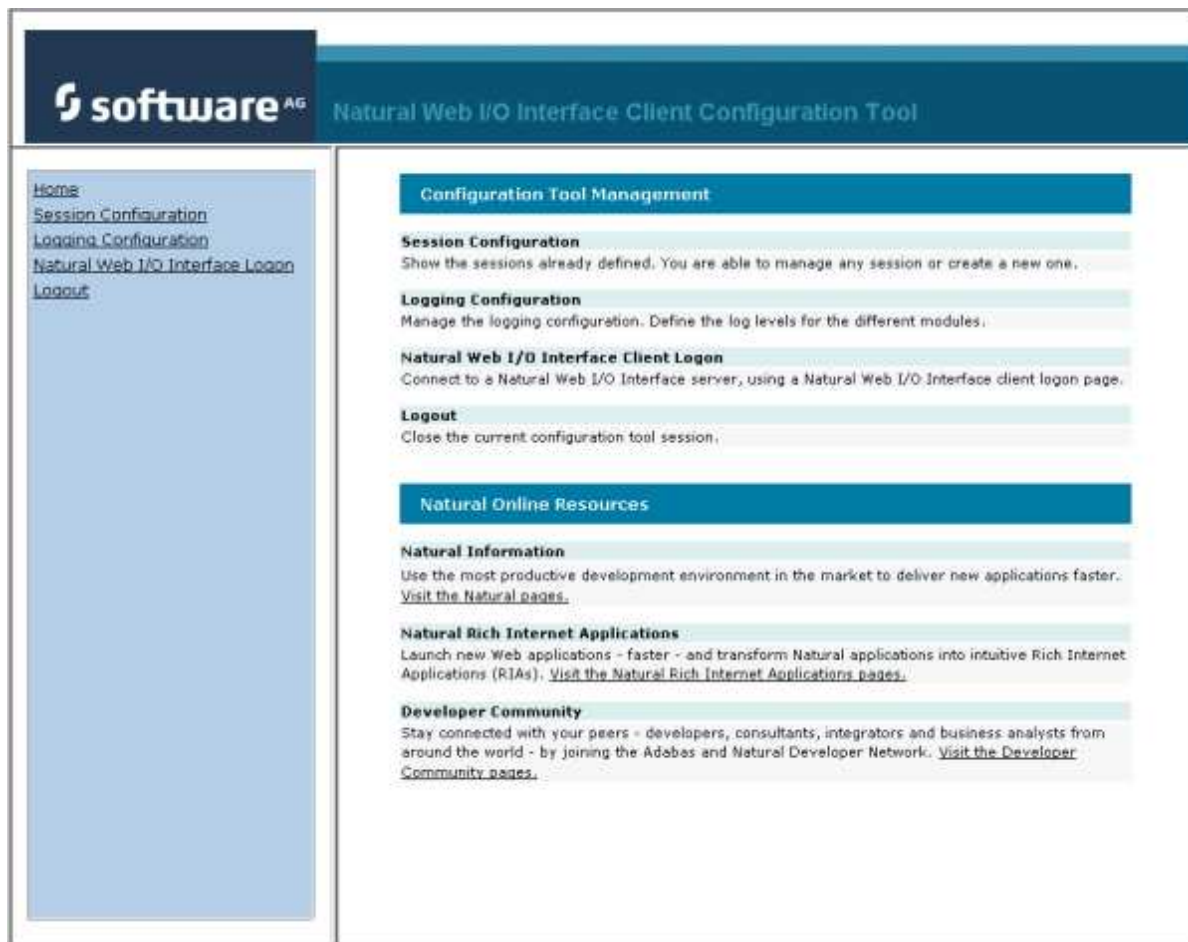 software AG
Natural Web I/O Interface Client Configuration Tool
Home
Session Configuration
Logging Configuration
Natural Web I/O Interface Logon
Logout
Configuration Tool Management
Session Configuration
Show the sessions already defined. You are able to manage any session or create a new one.
Logging Configuration
Manage the logging configuration. Define the log levels for the different modules.
Natural Web I/O Interface Client Logon
Connect to a Natural Web I/O Interface server, using a Natural Web I/O Interface client logon page.
Logout
Close the current configuration tool session.
Natural Online Resources
Natural Information
Use the most productive development environment in the market to deliver new applications faster.
Visit the Natural pages.
Natural Rich Internet Applications
Launch new Web applications - faster - and transform Natural applications into intuitive Rich Internet
Applications (RIAs). Visit the Natural Rich Internet Applications pages.
Developer Community
Stay connected with your peers - developers, consultants, integrators and business analysts from
around the world - by joining the Adabas and Natural Developer Network. Visit the Developer
Community pages.